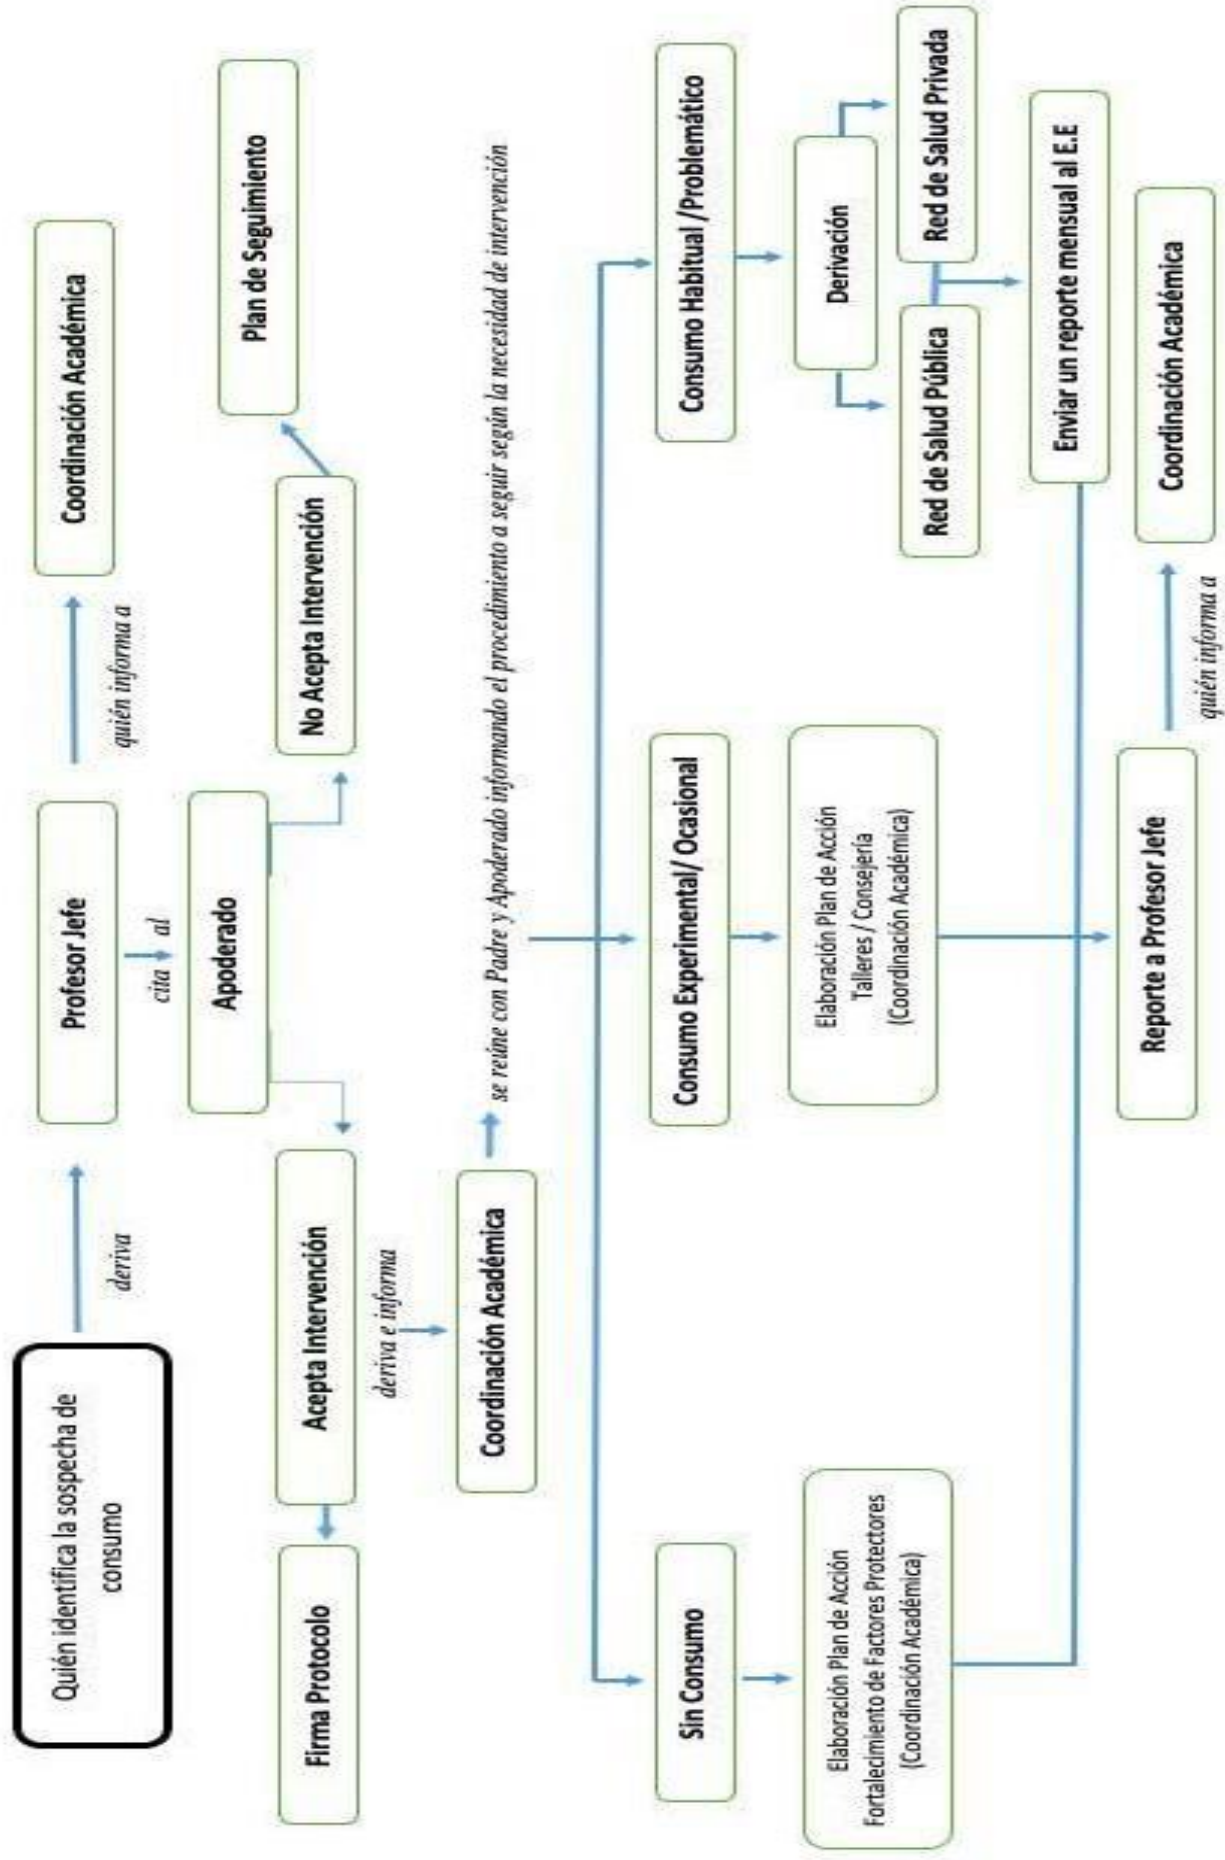 Quién identifica la sospecha de
consumo
deriva
Profesor Jefe
quién informa a
Coordinación Académica
cita al
Apoderado
Firma Protocolo
Acepta Intervención
No Acepta Intervención
Plan de Seguimiento
deriva e informa
Coordinación Académica
se reúne con Padre y Apoderado informando el procedimiento a seguir según la necesidad de intervención
Sin Consumo
Consumo Experimental/ Ocasional
Consumo Habitual /Problemático
Elaboración Plan de Acción
Fortalecimiento de Factores Protectores
(Coordinación Académica)
Elaboración Plan de Acción
Talleres / Consejería
(Coordinación Académica)
Derivación
Red de Salud Pública
Red de Salud Privada
Enviar un reporte mensual al E.E
Reporte a Profesor Jefe
quién informa a
Coordinación Académica